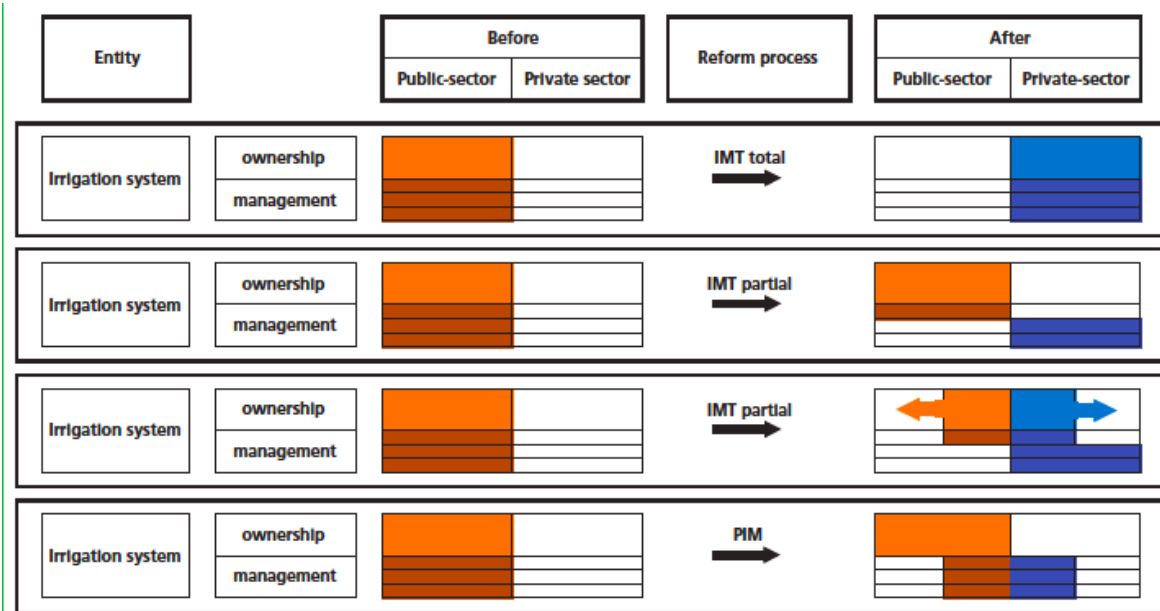 Entity
Before
Public-sector Private sector
Reform process
After
Public-sector Private-sector
Irrigation system
ownership
management
IMT total
Irrigation system
ownership
management
IMT partial
Irrigation system
ownership
management
IMT partial
Irrigation system
ownership
management
PIM